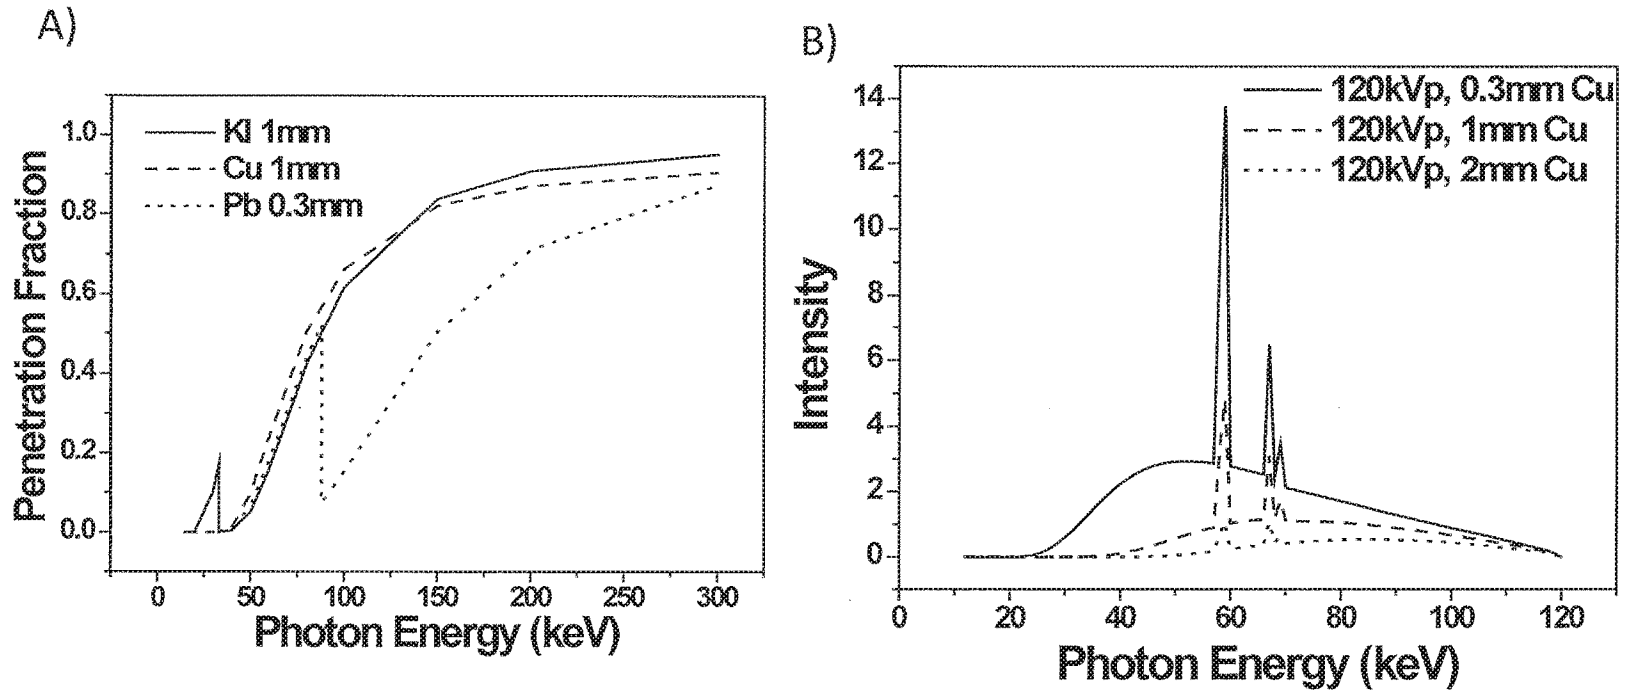 A)
Penetration Fraction
1.0
0.8
0.6
0.4
0.2
0.0
KI 1mm
Cu 1mm
Pb 0.3mm
0 50 100 150 200 250 300
Photon Energy (keV)
B)
Intensity
14
12
10
8
6
4
2
0
120kVp, 0.3mm Cu
120kVp, 1mm Cu
120kVp, 2mm Cu
0 20 40 60 80 100 120
Photon Energy (keV)